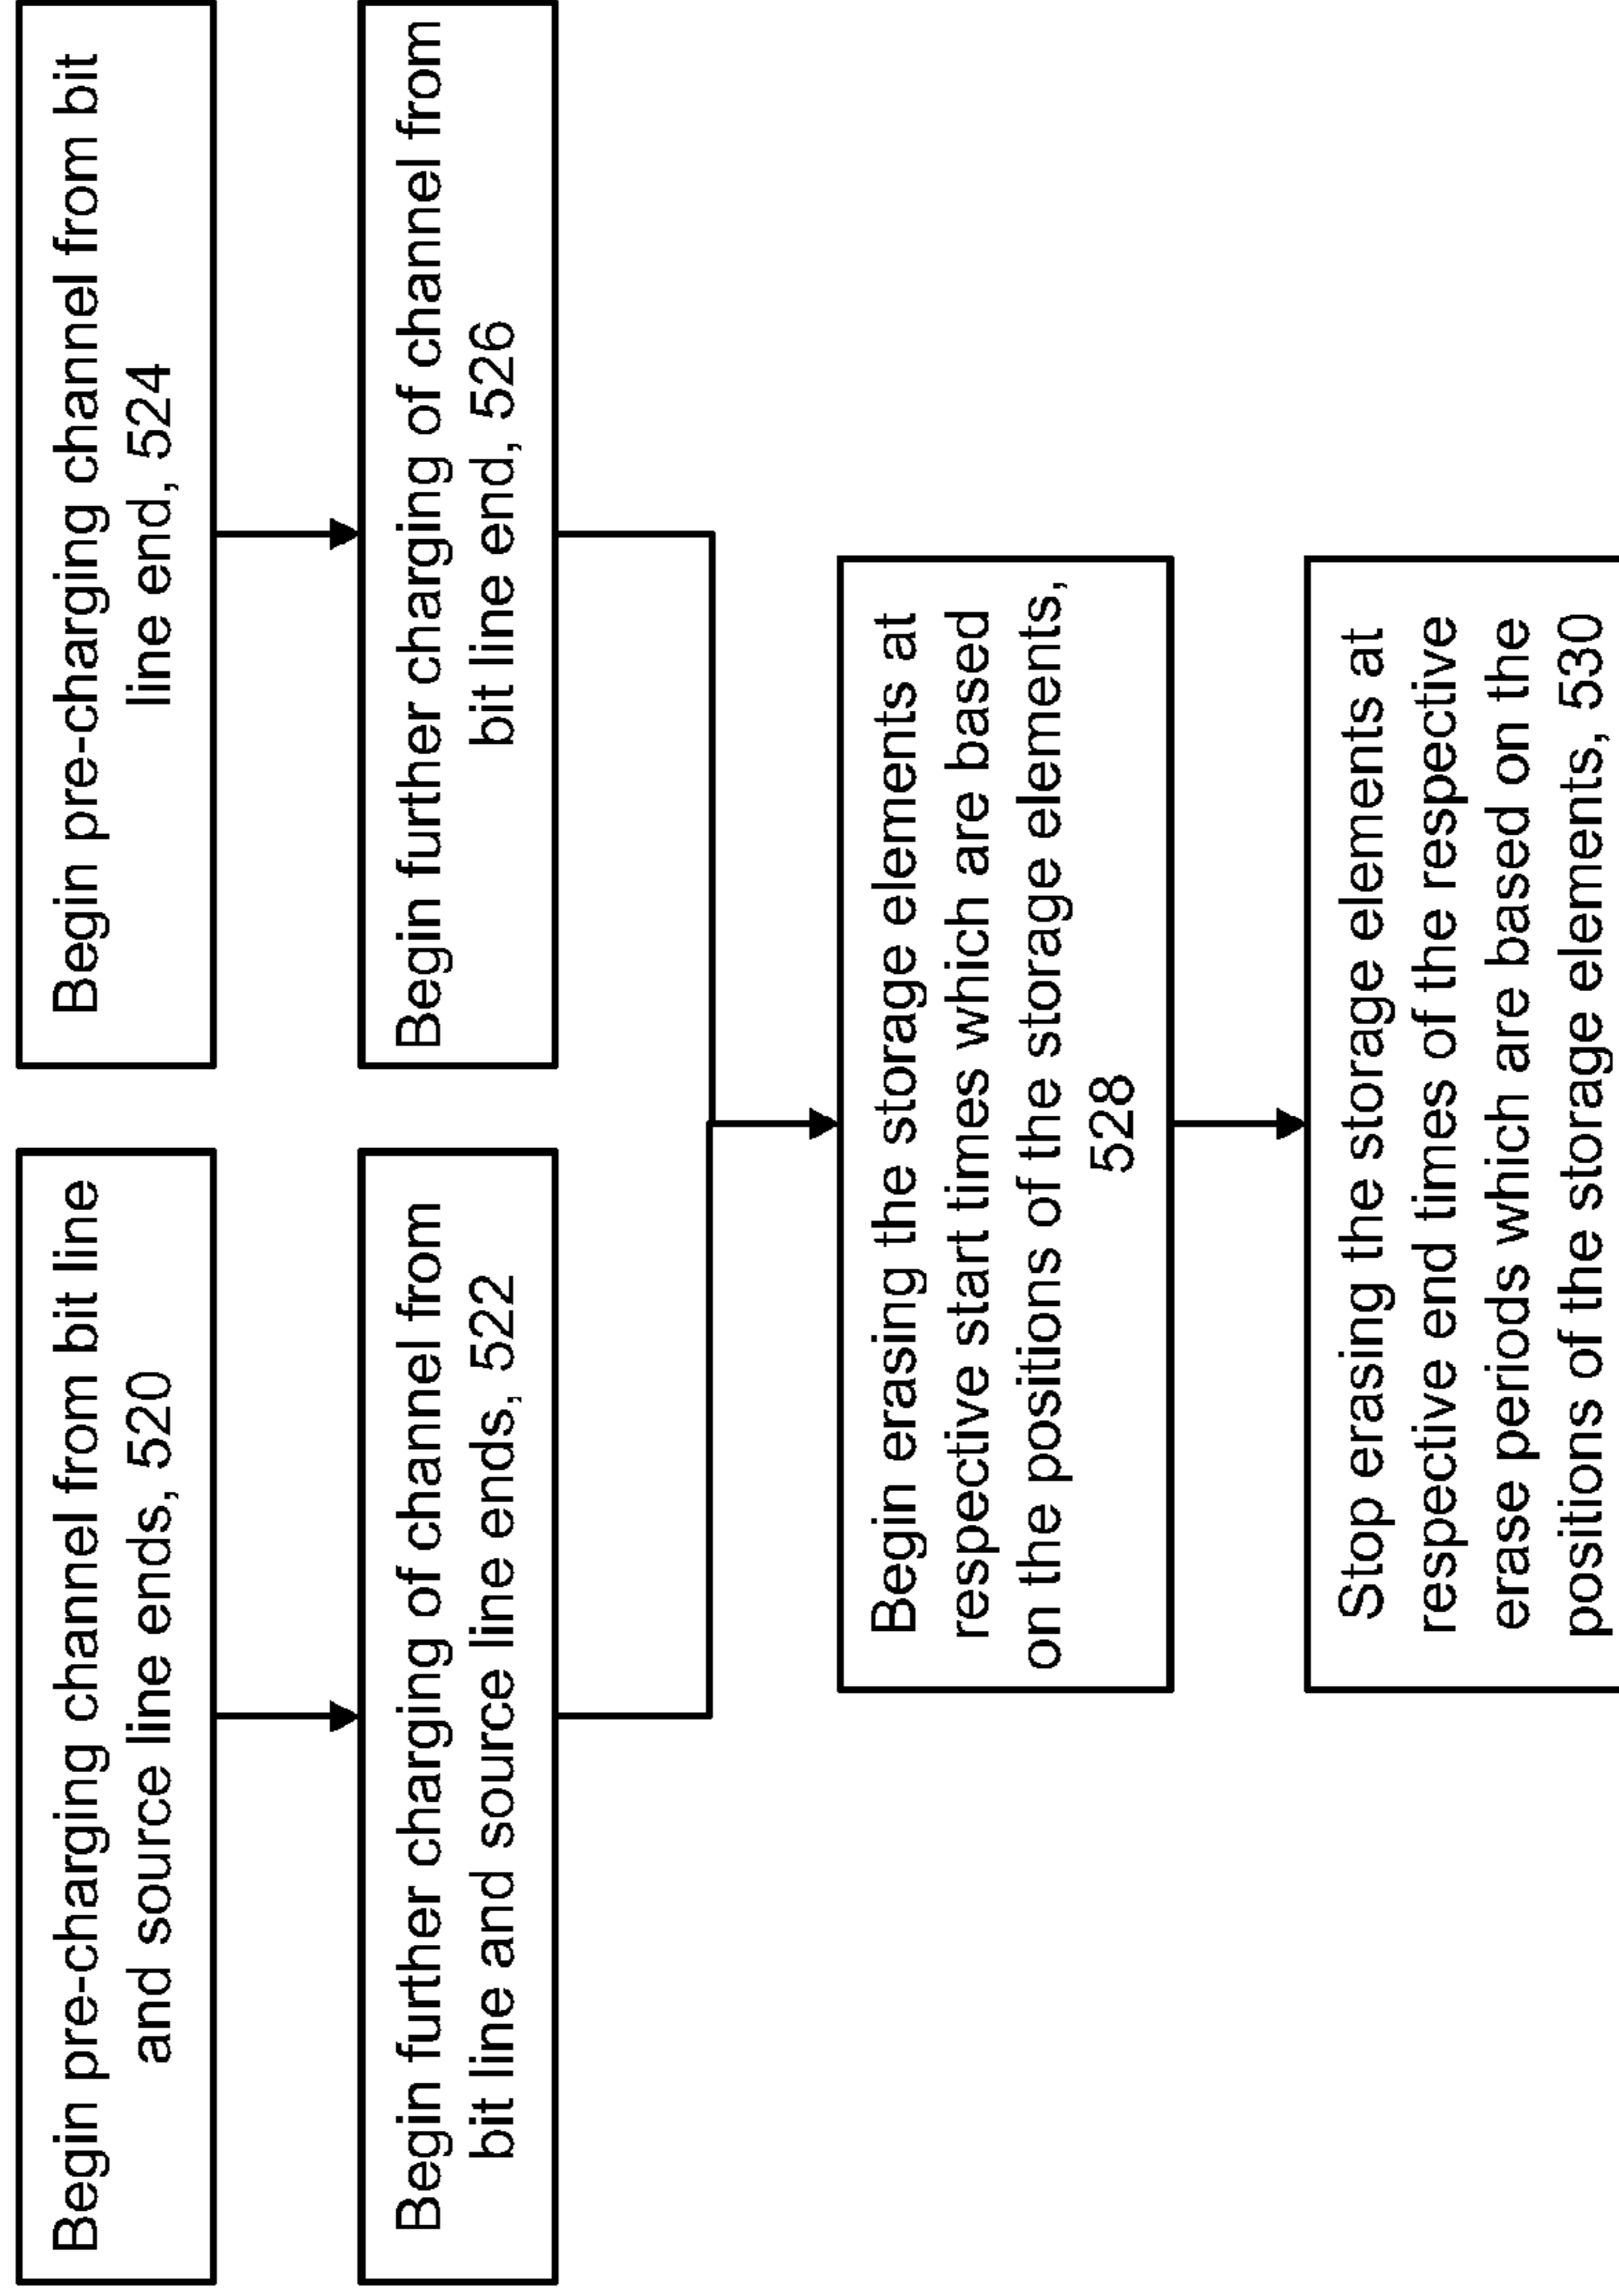 Begin pre-charging channel from bit line
and source line ends, 520
Begin further charging of channel from
bit line and source line ends, 522
Begin pre-charging channel from bit
line end, 524
Begin further charging of channel from
bit line end, 526
Begin erasing the storage elements at
respective start times which are based
on the positions of the storage elements,
528
Stop erasing the storage elements at
respective end times of the respective
erase periods which are based on the
positions of the storage elements, 530